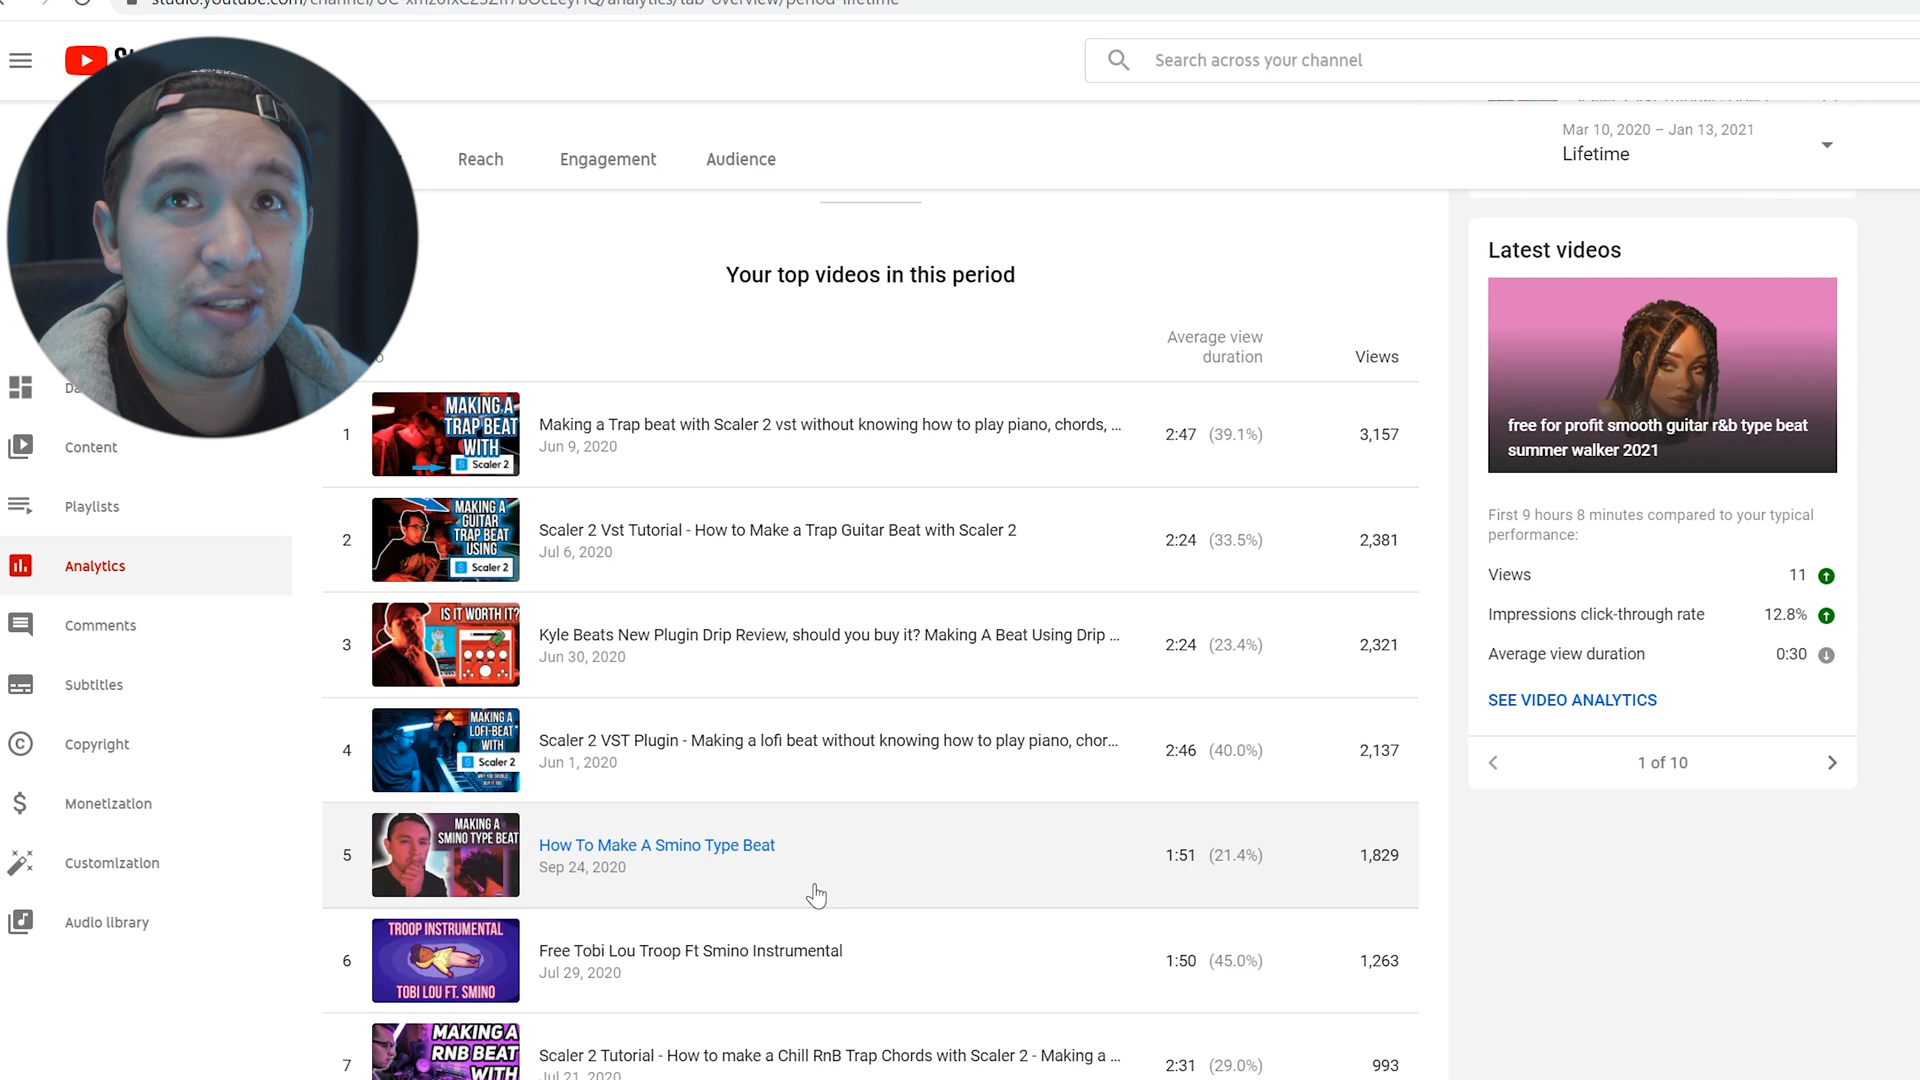 Search across your channel
Mar 10, 2020 – Jan 13, 2021
Lifetime
Reach
Engagement
Audience
Your top videos in this period
Average view
duration
Views
Content
Playlists
Analytics
Comments
Subtitles
Copyright
Monetization
Customization
Audio library
1
MAKING A
TRAP BEAT
WITH
Scaler 2
Making a Trap beat with Scaler 2 vst without knowing how to play piano, chords, ...
Jun 9, 2020
2:47 (39.1%)
3,157
2
MAKING A
GUITAR
TRAP BEAT
USING
Scaler 2
Scaler 2 Vst Tutorial - How to Make a Trap Guitar Beat with Scaler 2
Jul 6, 2020
2:24 (33.5%)
2,381
3
IS IT WORTH IT?
Kyle Beats New Plugin Drip Review, should you buy it? Making A Beat Using Drip ...
Jun 30, 2020
2:24 (23.4%)
2,321
4
MAKING A
LOFI-BEAT
WITH
Scaler 2
Scaler 2 VST Plugin - Making a lofi beat without knowing how to play piano, chor...
Jun 1, 2020
2:46 (40.0%)
2,137
5
MAKING A
SMINO TYPE BEAT
How To Make A Smino Type Beat
Sep 24, 2020
1:51 (21.4%)
1,829
6
TROOP INSTRUMENTAL
TOBI LOU FT. SMINO
Free Tobi Lou Troop Ft Smino Instrumental
Jul 29, 2020
1:50 (45.0%)
1,263
7
MAKING A
RNB BEAT
WITH
Scaler 2 Tutorial - How to make a Chill RnB Trap Chords with Scaler 2 - Making a ...
Jul 21, 2020
2:31 (29.0%)
993
Latest videos
free for profit smooth guitar r&b type beat
summer walker 2021
First 9 hours 8 minutes compared to your typical
performance:
Views 11
Impressions click-through rate 12.8%
Average view duration 0:30
SEE VIDEO ANALYTICS
1 of 10